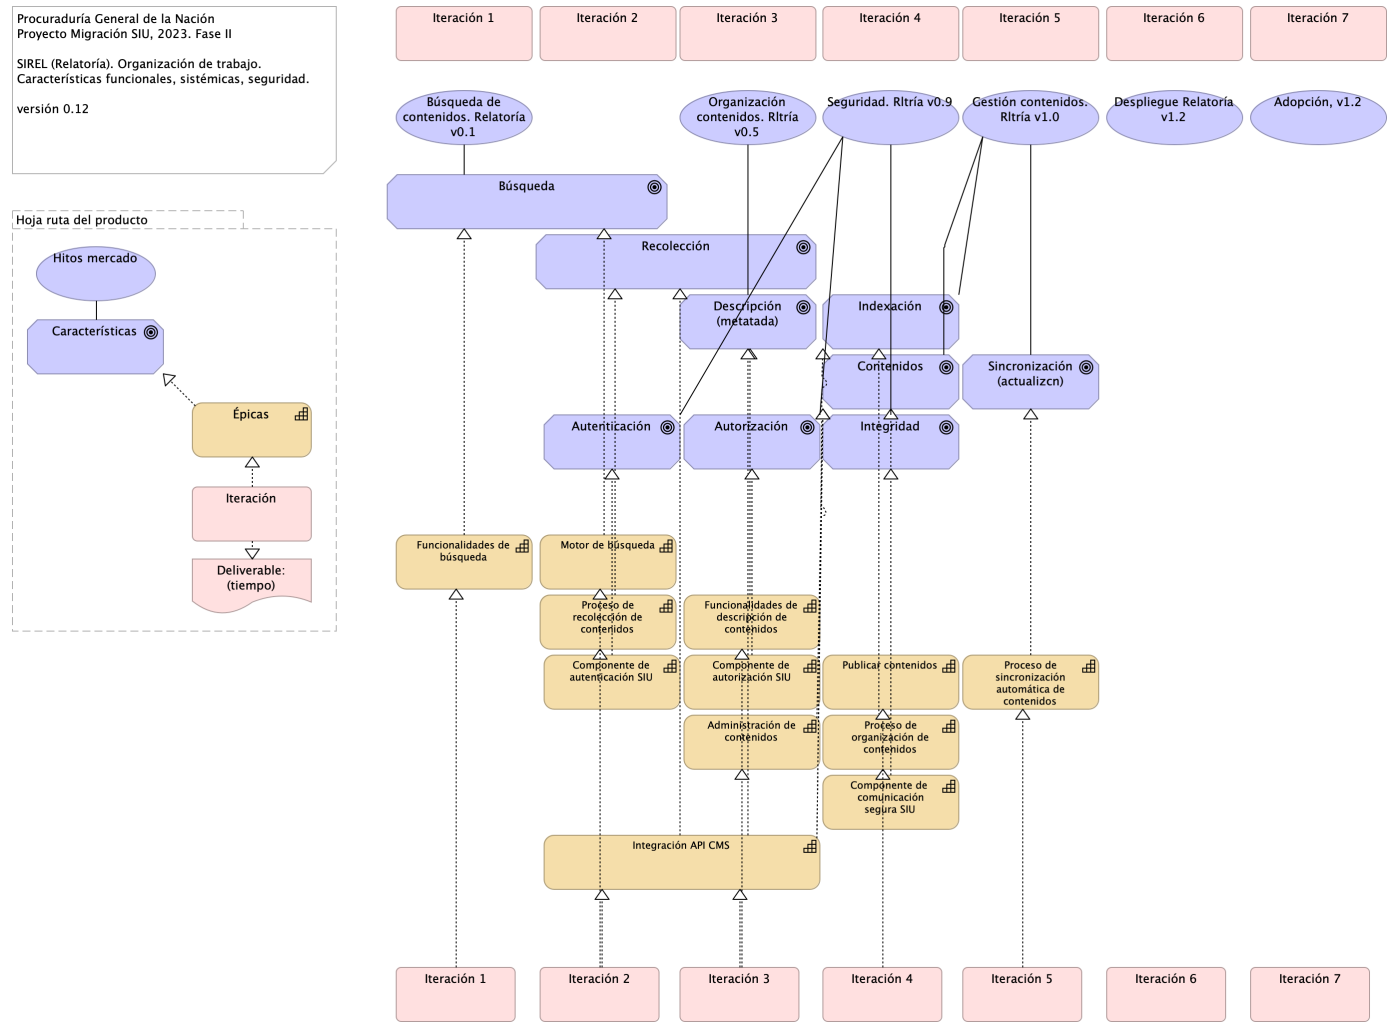 Procuraduría General de la Nación
Proyecto Migración SIU, 2023. Fase II
SIREL (Relatoría). Organización de trabajo.
Características funcionales, sistémicas, seguridad.
versión 0.12
Hoja ruta del producto
Hitos mercado
Características
Épicas
Iteración
Deliverable:
(tiempo)
Iteración 1
Iteración 2
Iteración 3
Iteración 4
Iteración 5
Iteración 6
Iteración 7
Búsqueda de
contenidos. Relatoría
v0.1
Organización
contenidos. Rltría
v0.5
Seguridad. Rltría v0.9
Gestión contenidos.
Rltría v1.0
Despliegue Relatoría
v1.2
Adopción, v1.2
Búsqueda
Recolección
Descripción
(metatada)
Indexación
Contenidos
Sincronización
(actualizcn)
Autenticación
Autorización
Integridad
Funcionalidades de
búsqueda
Motor de búsqueda
Proceso de
recolección de
contenidos
Funcionalidades de
descripción de
contenidos
Componente de
autenticación SIU
Componente de
autorización SIU
Publicar contenidos
Proceso de
sincronización
automática de
contenidos
Administración de
contenidos
Proceso de
organización de
contenidos
Componente de
comunicación
segura SIU
Integración API CMS
Iteración 1
Iteración 2
Iteración 3
Iteración 4
Iteración 5
Iteración 6
Iteración 7